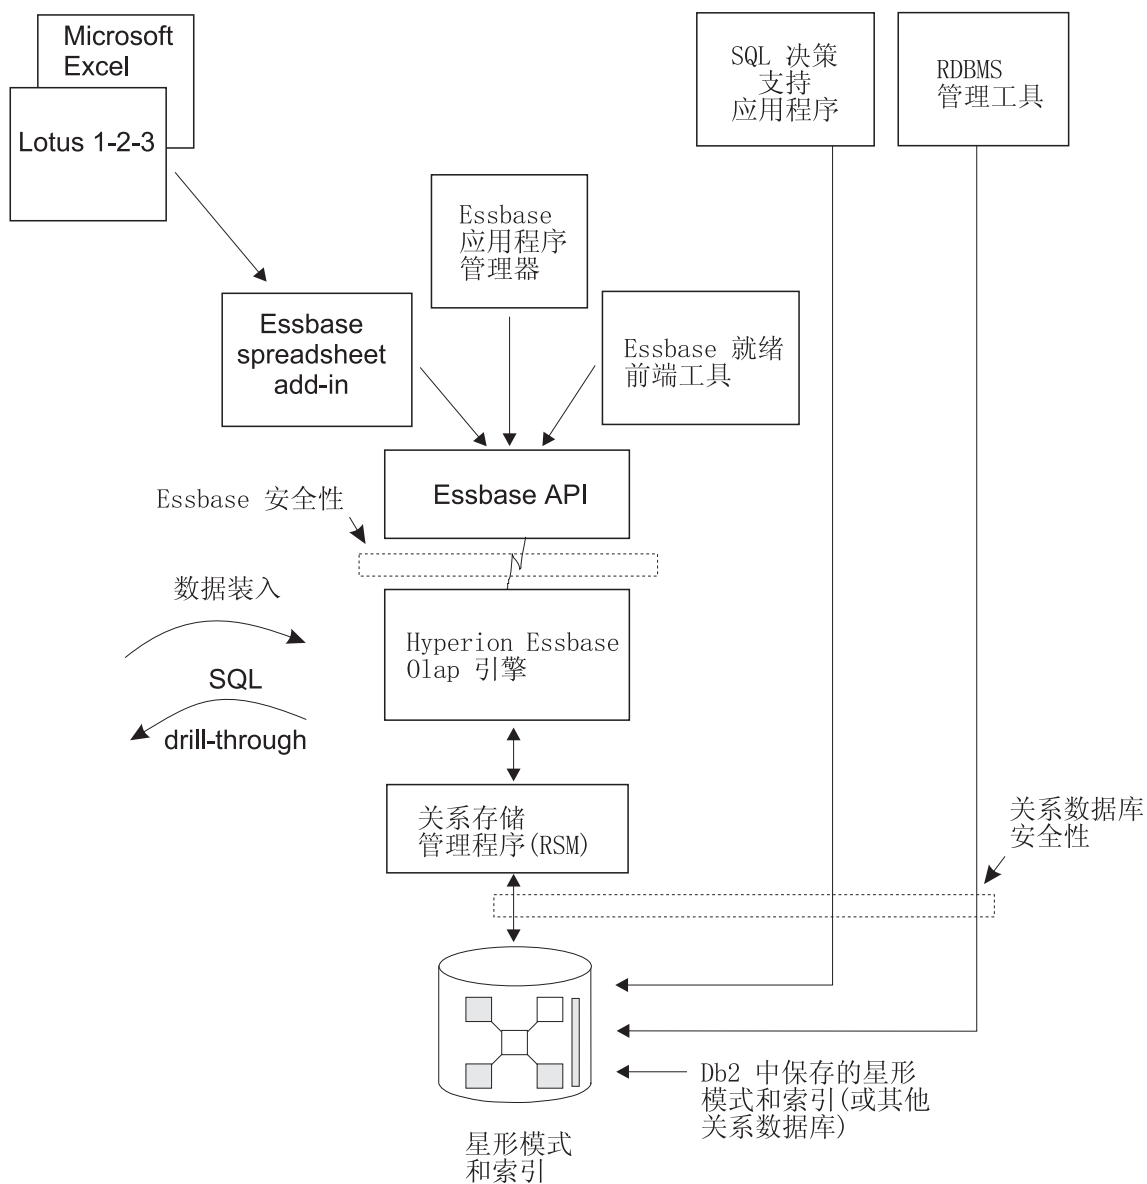 Microsoft
Excel
Lotus 1-2-3
SQL 决策
支持
应用程序
RDBMS
管理工具
Essbase
应用程序
管理器
Essbase
spreadsheet
add-in
Essbase 就绪
前端工具
Essbase API
Essbase 安全性
数据装入
SQL
drill-through
Hyperion Essbase
Olap 引擎
关系存储
管理程序(RSM)
关系数据库
安全性
Db2 中保存的星形
模式和索引(或其他
关系数据库)
星形模式
和索引